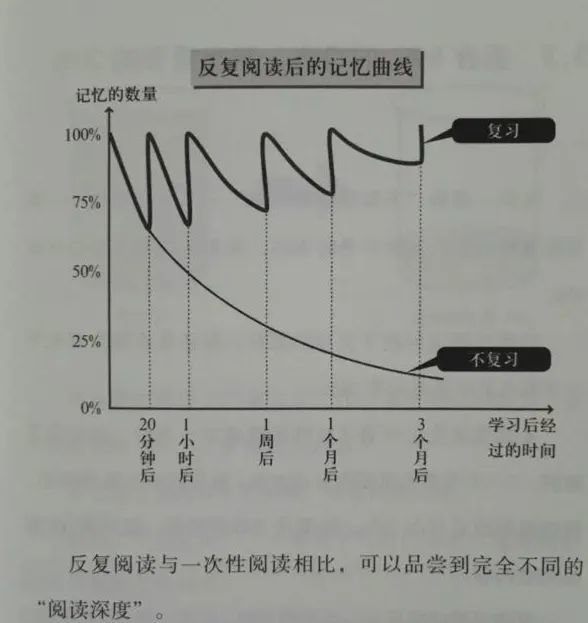 反复阅读后的记忆曲线
记忆的数量
100%
复习
75%
50%
25%
不复习
0%
20分钟后
1小时后
1周后
1个月后
3个月后
学习后经
过的时间
反复阅读与一次性阅读相比，可以品尝到完全不同的
“阅读深度”。